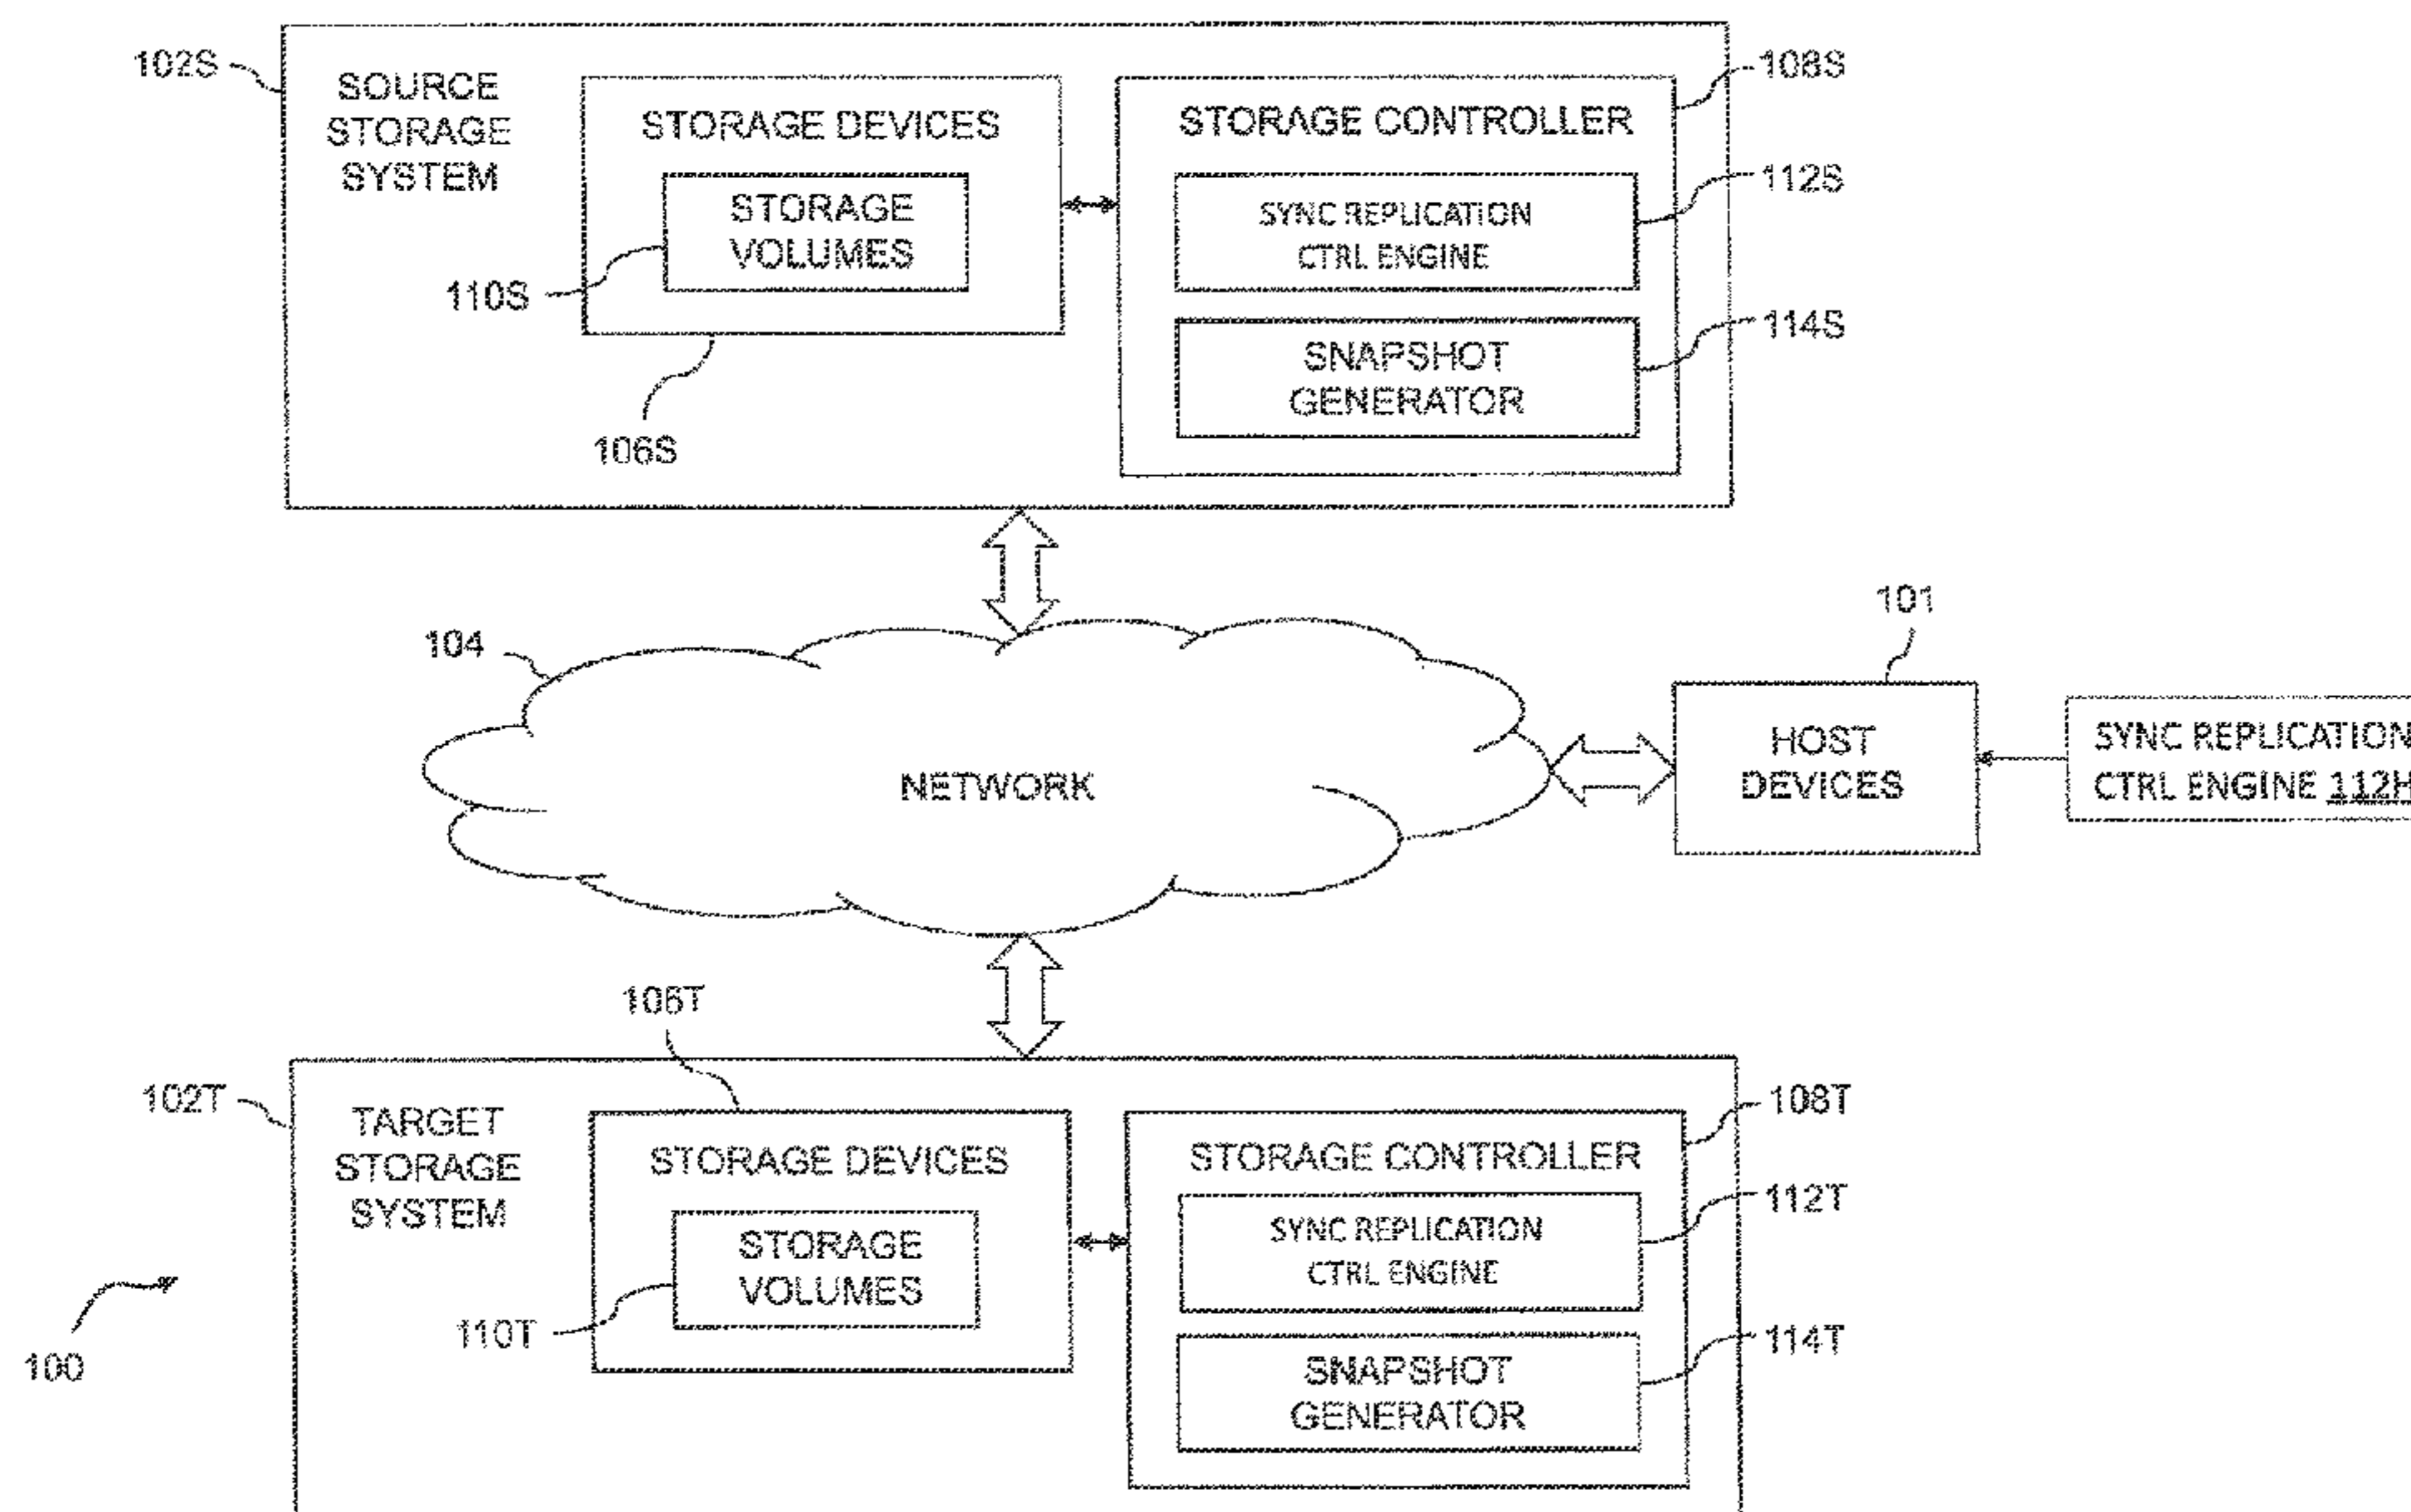 102S
SOURCE
STORAGE
SYSTEM
STORAGE DEVICES
STORAGE
VOLUMES
110S
106S
STORAGE CONTROLLER
108S
SYNC REPLICATION
CTRL ENGINE
112S
SNAPSHOT
GENERATOR
114S
104
NETWORK
101
HOST
DEVICES
SYNC REPLICATION
CTRL ENGINE 112H
106T
102T
TARGET
STORAGE
SYSTEM
STORAGE DEVICES
STORAGE
VOLUMES
110T
STORAGE CONTROLLER
108T
SYNC REPLICATION
CTRL ENGINE
112T
SNAPSHOT
GENERATOR
114T
100